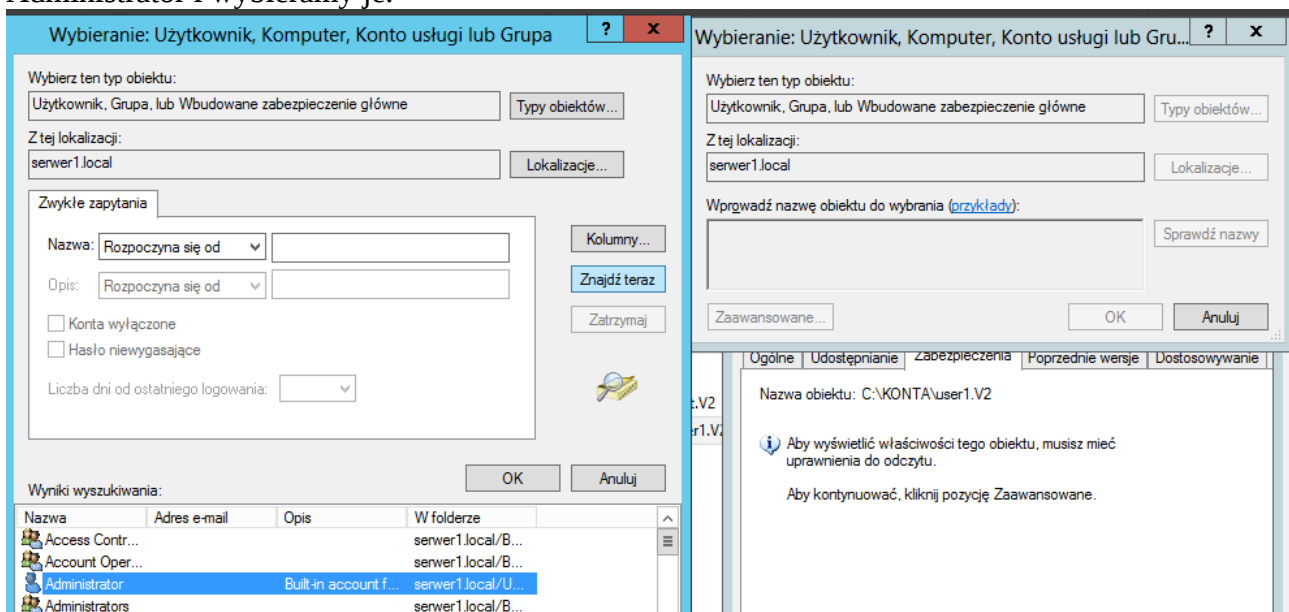 Administrator i wybieramy je.
Wybieranie: Użytkownik, Komputer, Konto usługi lub Grupa
? x
Wybierz ten typ obiektu:
Użytkownik, Grupa, lub Wbudowane zabezpieczenie główne
Typy obiektów...
Z tej lokalizacji:
serwer1.local
Lokalizacje...
Zwykłe zapytania
Nazwa: Rozpoczyna się od
Kolumny...
Opis: Rozpoczyna się od
Znajdź teraz
Konta wyłączone
Zatrzymaj
Hasło niewygasające
Liczba dni od ostatniego logowania:
OK Anuluj
Wyniki wyszukiwania:
Nazwa Adres e-mail Opis W folderze
Access Contr... serwer1.local/B...
Account Oper... serwer1.local/B...
Administrator Built-in account f... serwer1.local/U...
Administrators serwer1.local/B...
Wybieranie: Użytkownik, Komputer, Konto usługi lub Gru...
? x
Wybierz ten typ obiektu:
Użytkownik, Grupa, lub Wbudowane zabezpieczenie główne
Typy obiektów...
Z tej lokalizacji:
serwer1.local
Lokalizacje...
Wprowadź nazwę obiektu do wybrania (przykłady):
Sprawdź nazwy
Zaawansowane... OK Anuluj
Ogólne Udostępnianie Zabezpieczenia Poprzednie wersje Dostosowywanie
Nazwa obiektu: C:\KONTA\user1.V2
Aby wyświetlić właściwości tego obiektu, musisz mieć
uprawnienia do odczytu.
Aby kontynuować, kliknij pozycję Zaawansowane.